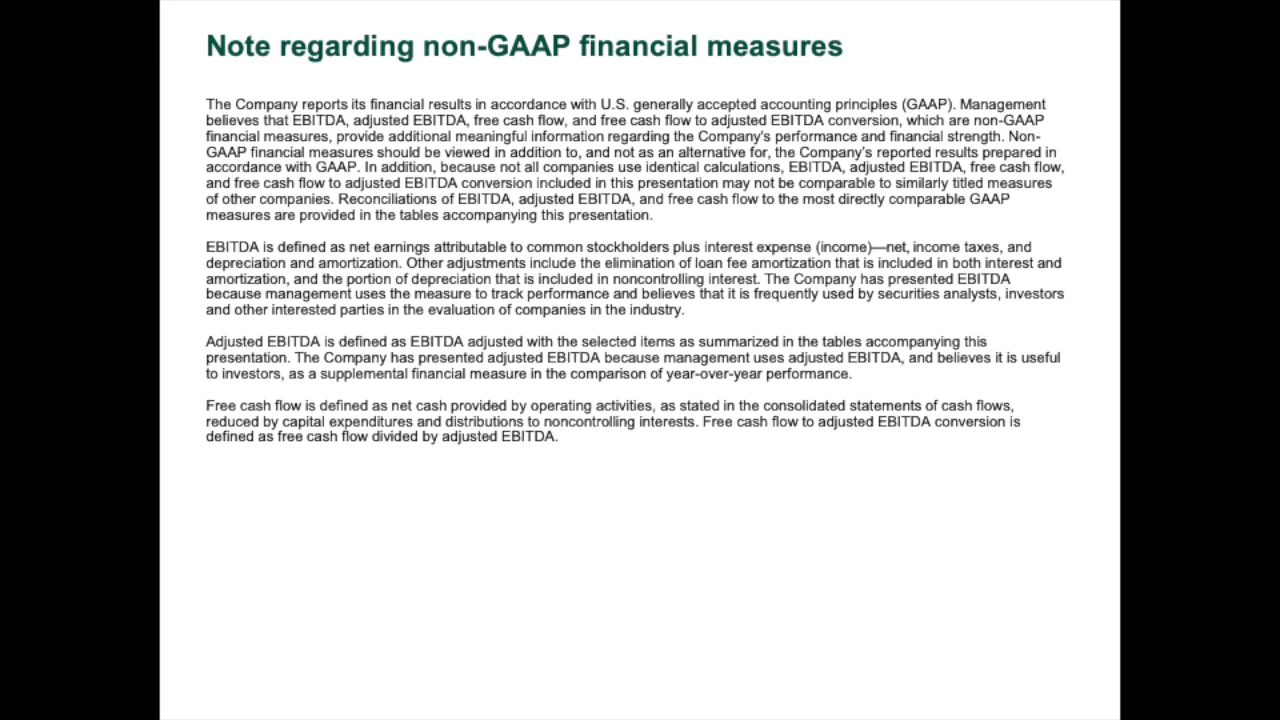 Note regarding non-GAAP financial measures
The Company reports its financial results in accordance with U.S. generally accepted accounting principles (GAAP). Management
believes that EBITDA, adjusted EBITDA, free cash flow, and free cash flow to adjusted EBITDA conversion, which are non-GAAP
financial measures, provide additional meaningful information regarding the Company's performance and financial strength. Non-
GAAP financial measures should be viewed in addition to, and not as an alternative for, the Company's reported results prepared in
accordance with GAAP. In addition, because not all companies use identical calculations, EBITDA, adjusted EBITDA, free cash flow,
and free cash flow to adjusted EBITDA conversion included in this presentation may not be comparable to similarly titled measures
of other companies. Reconciliations of EBITDA, adjusted EBITDA, and free cash flow to the most directly comparable GAAP
measures are provided in the tables accompanying this presentation.
EBITDA is defined as net earnings attributable to common stockholders plus interest expense (income)—net, income taxes, and
depreciation and amortization. Other adjustments include the elimination of loan fee amortization that is included in both interest and
amortization, and the portion of depreciation that is included in noncontrolling interest. The Company has presented EBITDA
because management uses the measure to track performance and believes that it is frequently used by securities analysts, investors
and other interested parties in the evaluation of companies in the industry.
Adjusted EBITDA is defined as EBITDA adjusted with the selected items as summarized in the tables accompanying this
presentation. The Company has presented adjusted EBITDA because management uses adjusted EBITDA, and believes it is useful
to investors, as a supplemental financial measure in the comparison of year-over-year performance.
Free cash flow is defined as net cash provided by operating activities, as stated in the consolidated statements of cash flows,
reduced by capital expenditures and distributions to noncontrolling interests. Free cash flow to adjusted EBITDA conversion is
defined as free cash flow divided by adjusted EBITDA.